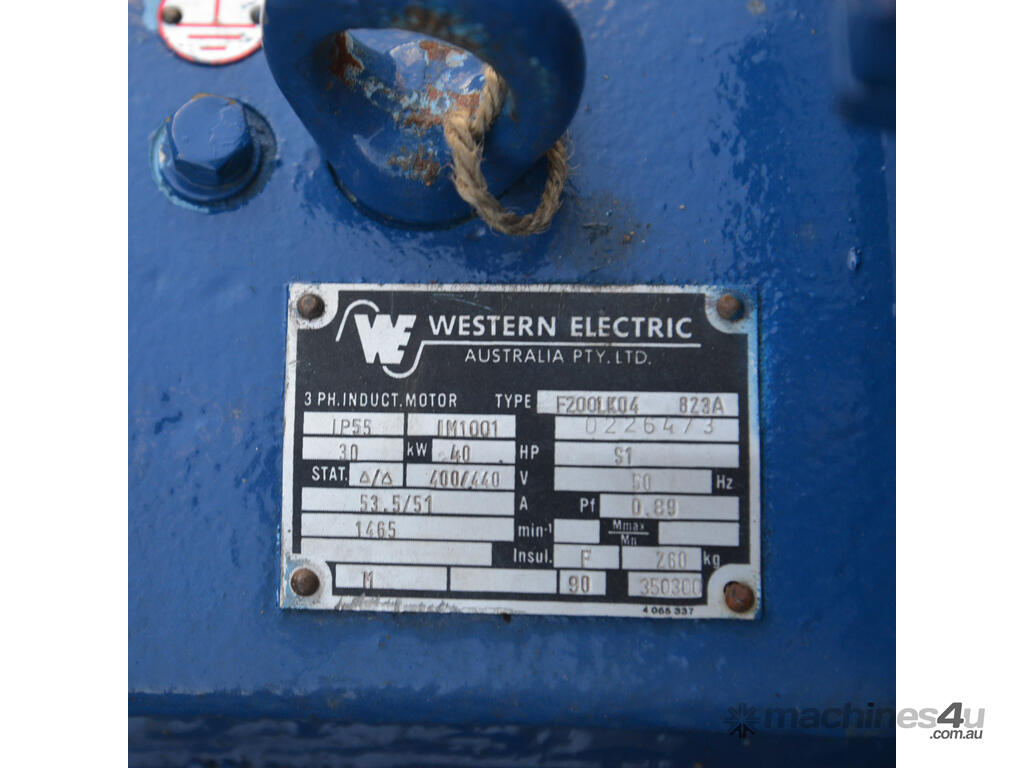 WE WESTERN ELECTRIC
AUSTRALIA PTY. LTD.
3 PH. INDUCT. MOTOR TYPE F200LK04 823A
IP55 IM1001 0226473
30 kW 40 HP S1
STAT. △/△ 400/440 V 50 Hz
53.5/51 A Pf 0.89
1465 min-1 Mmax/Mn
Insul. F 260 kg
M 90 350300
4 065 337
machines4u
.com.au